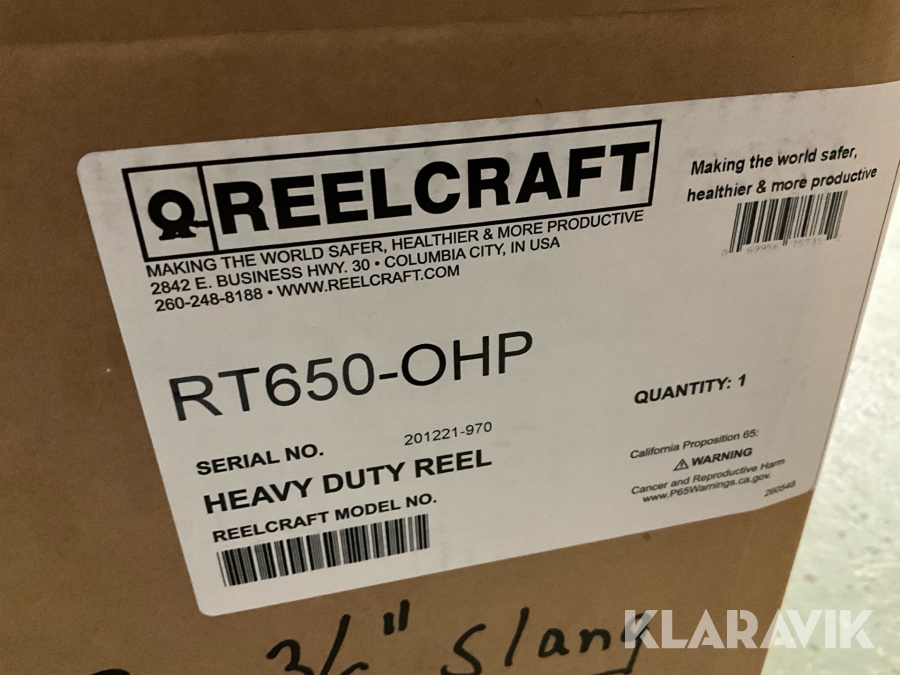 REELCRAFT
MAKING THE WORLD SAFER, HEALTHIER & MORE PRODUCTIVE
2842 E. BUSINESS HWY. 30 • COLUMBIA CITY, IN USA
260-248-8188 • WWW.REELCRAFT.COM
Making the world safer,
healthier & more productive
RT650-OHP
QUANTITY: 1
SERIAL NO. 201221-970
HEAVY DUTY REEL
REELCRAFT MODEL NO.
California Proposition 65:
⚠ WARNING
Cancer and Reproductive Harm
www.P65Warnings.ca.gov.
260548
slang
KLARAVIK